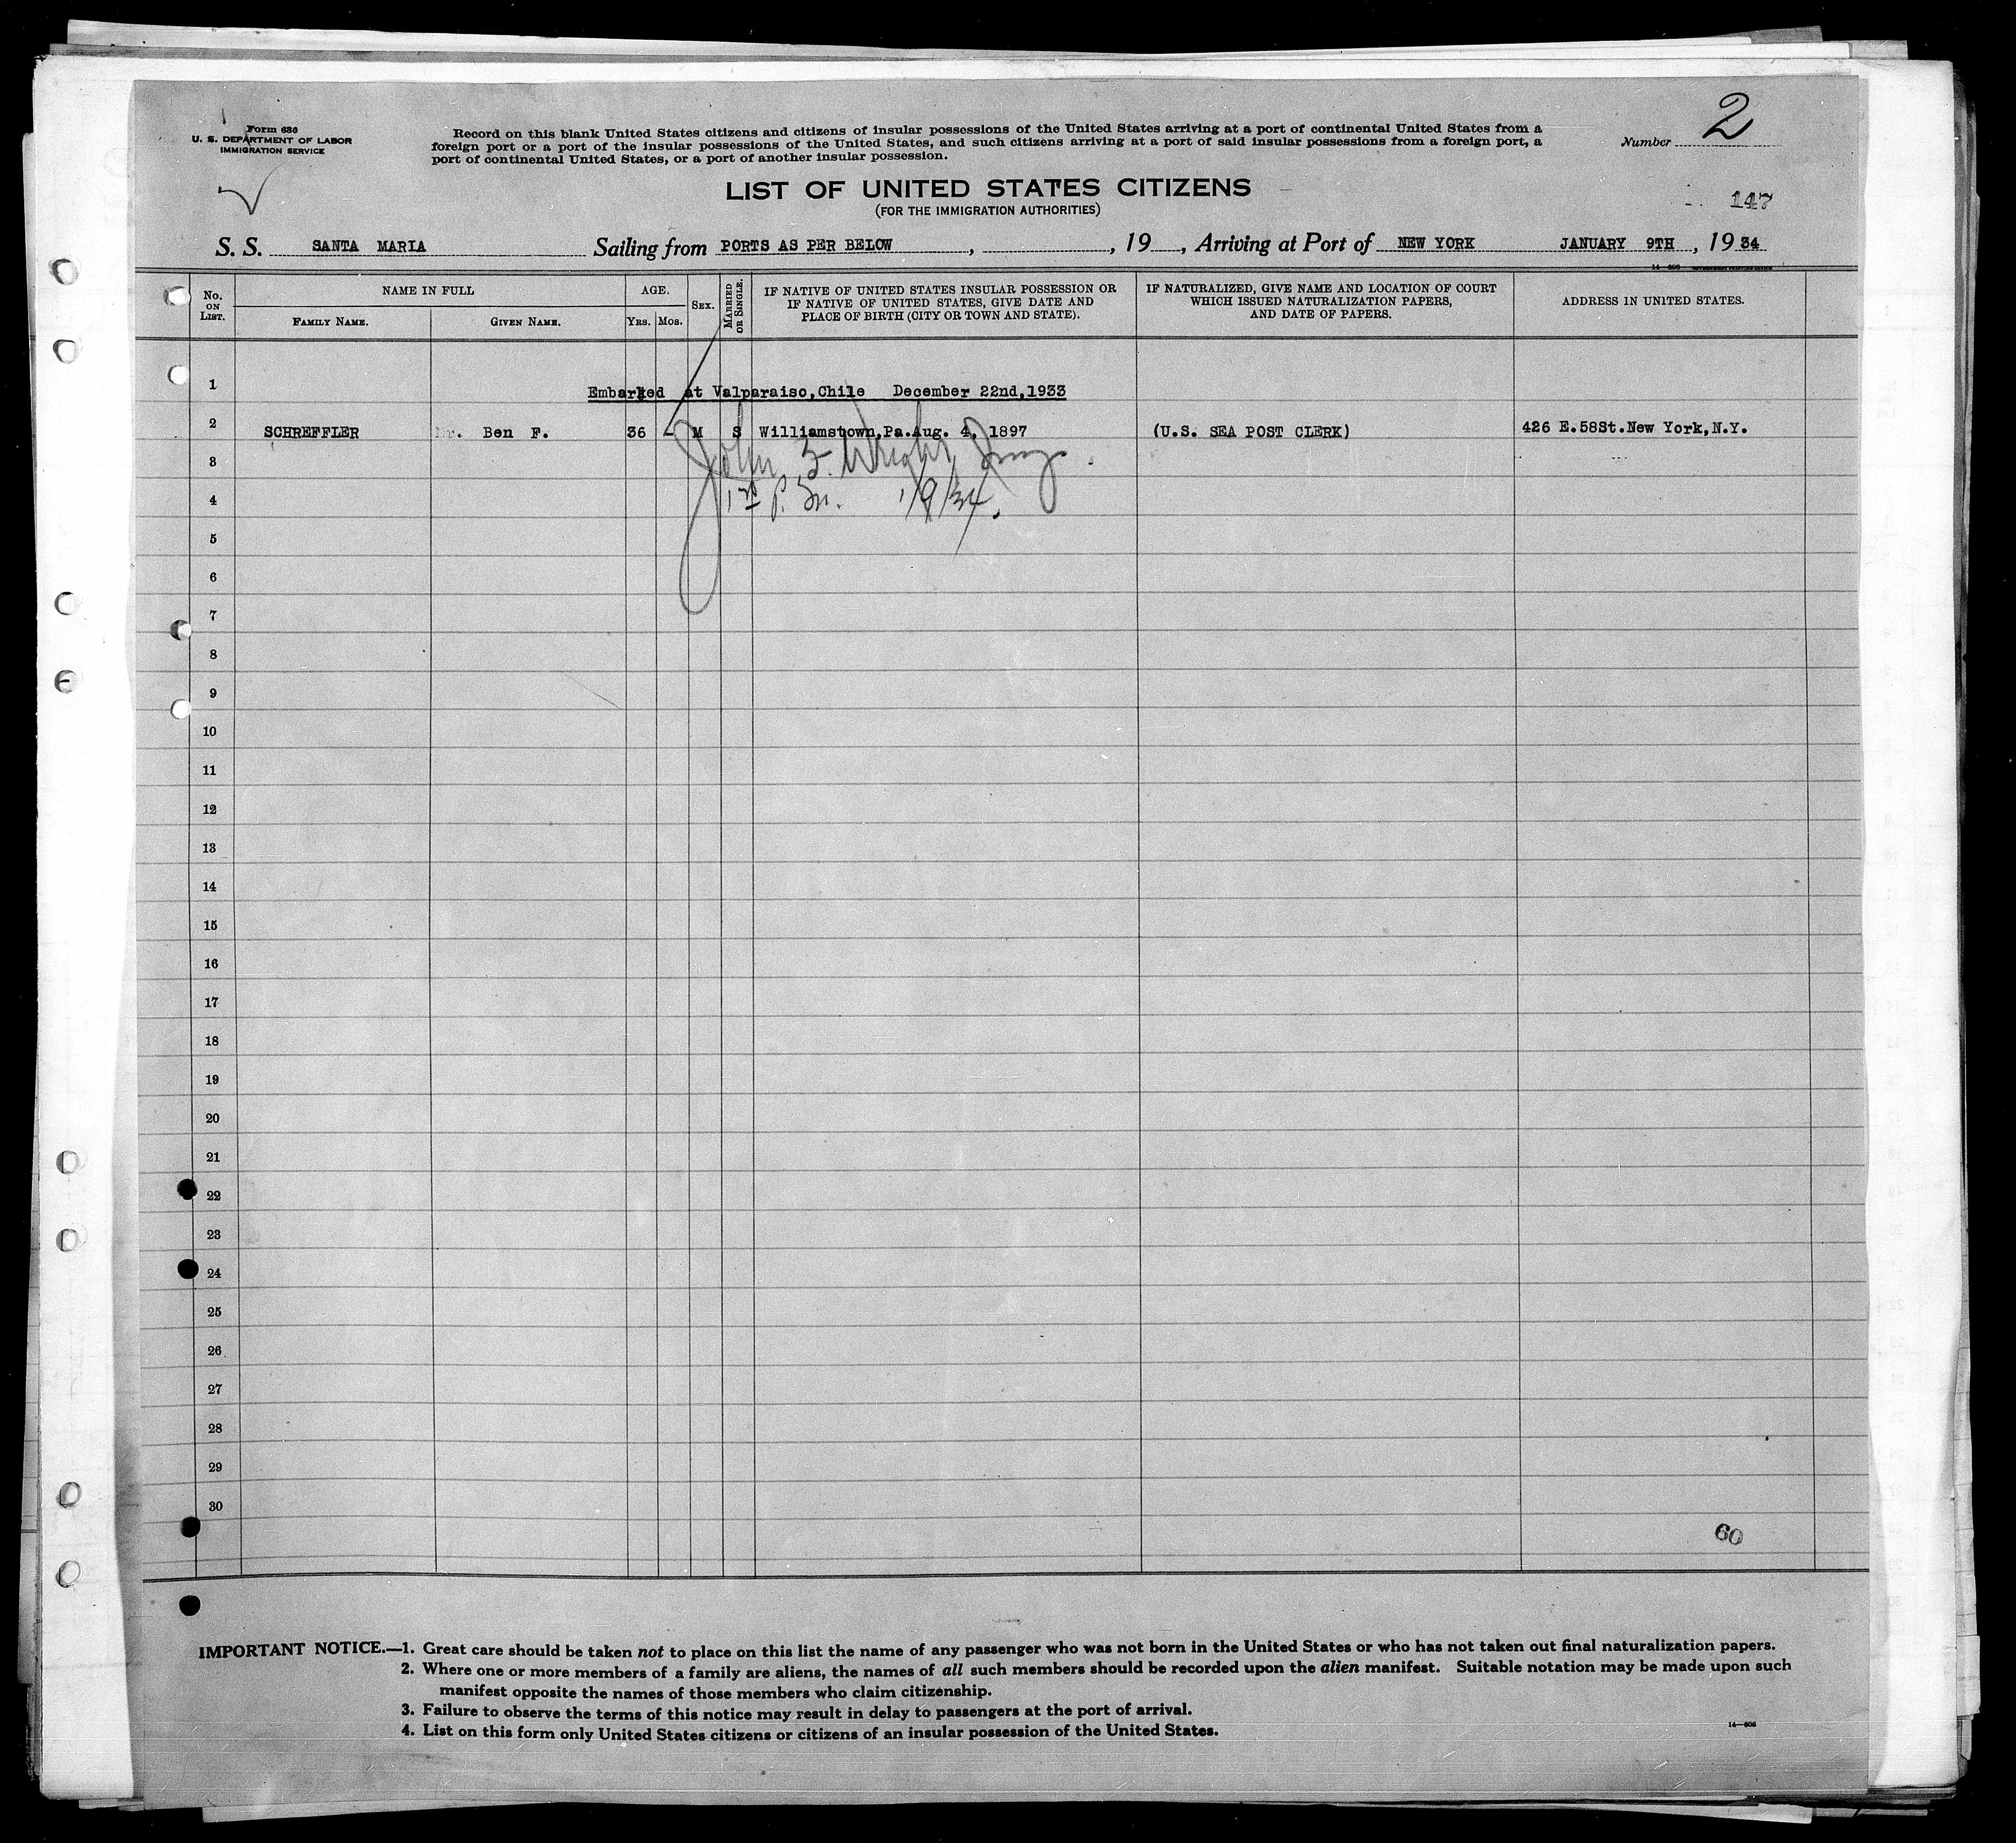 Form 636
U. S. DEPARTMENT OF LABOR
IMMIGRATION SERVICE
Record on this blank United States citizens and citizens of insular possessions of the United States arriving at a port of continental United States from a
foreign port or a port of the insular possessions of the United States, and such citizens arriving at a port of said insular possessions from a foreign port, a
port of continental United States, or a port of another insular possession.
Number 2
LIST OF UNITED STATES CITIZENS
(FOR THE IMMIGRATION AUTHORITIES)
147
S. S. SANTA MARIA Sailing from PORTS AS PER BELOW, , 19 , Arriving at Port of NEW YORK JANUARY 9TH, 1934
No. ON LIST.
NAME IN FULL
FAMILY NAME.
GIVEN NAME.
AGE.
YRS.
MOS.
SEX.
MARRIED OR SINGLE.
IF NATIVE OF UNITED STATES INSULAR POSSESSION OR
IF NATIVE OF UNITED STATES, GIVE DATE AND
PLACE OF BIRTH (CITY OR TOWN AND STATE).
IF NATURALIZED, GIVE NAME AND LOCATION OF COURT
WHICH ISSUED NATURALIZATION PAPERS,
AND DATE OF PAPERS.
ADDRESS IN UNITED STATES.
1 Embarked at Valparaiso,Chile December 22nd,1933
2 SCHREFFLER Ben F. 36 - M S Williamstown,Pa.Aug. 4, 1897 (U.S. SEA POST CLERK) 426 E.58St.New York,N.Y.
3 John Wright
4 1/9/34.
5
6
7
8
9
10
11
12
13
14
15
16
17
18
19
20
21
22
23
24
25
26
27
28
29
30
60
IMPORTANT NOTICE.—1. Great care should be taken not to place on this list the name of any passenger who was not born in the United States or who has not taken out final naturalization papers.
2. Where one or more members of a family are aliens, the names of all such members should be recorded upon the alien manifest. Suitable notation may be made upon such
manifest opposite the names of those members who claim citizenship.
3. Failure to observe the terms of this notice may result in delay to passengers at the port of arrival.
4. List on this form only United States citizens or citizens of an insular possession of the United States.